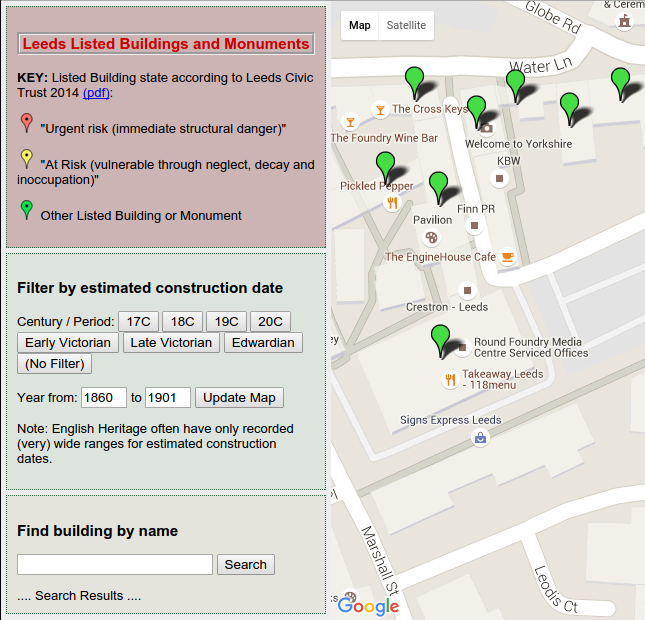 Leeds Listed Buildings and Monuments
KEY: Listed Building state according to Leeds Civic
Trust 2014 (pdf):
"Urgent risk (immediate structural danger)"
"At Risk (vulnerable through neglect, decay and
inoccupation)"
Other Listed Building or Monument
Filter by estimated construction date
Century / Period: 17C 18C 19C 20C
Early Victorian Late Victorian Edwardian
(No Filter)
Year from: 1860 to 1901 Update Map
Note: English Heritage often have only recorded
(very) wide ranges for estimated construction
dates.
Find building by name
Search
.... Search Results ....
Map Satellite
Globe Rd
& Cerem
Water Ln
The Cross Keys
The Foundry Wine Bar
Welcome to Yorkshire
KBW
Pickled Pepper
Finn PR
Pavilion
The EngineHouse Cafe
Crestron - Leeds
Round Foundry Media
Centre Serviced Offices
Takeaway Leeds
- 118menu
Signs Express Leeds
Marshall St
Leodis Ct
Google